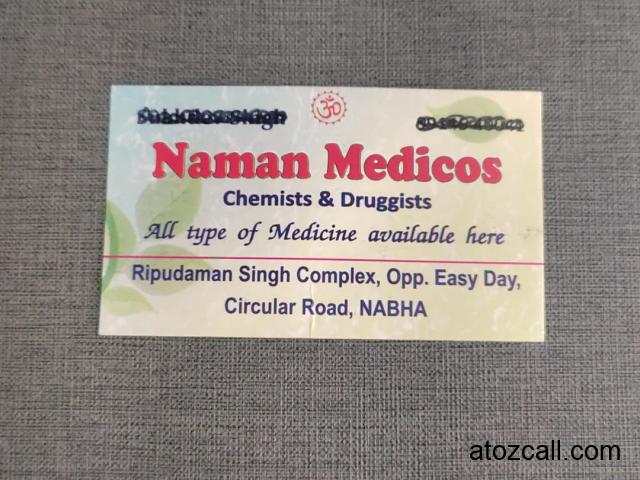 ॐ
Naman Medicos
Chemists & Druggists
All type of Medicine available here
Ripudaman Singh Complex, Opp. Easy Day,
Circular Road, NABHA
atozcall.com